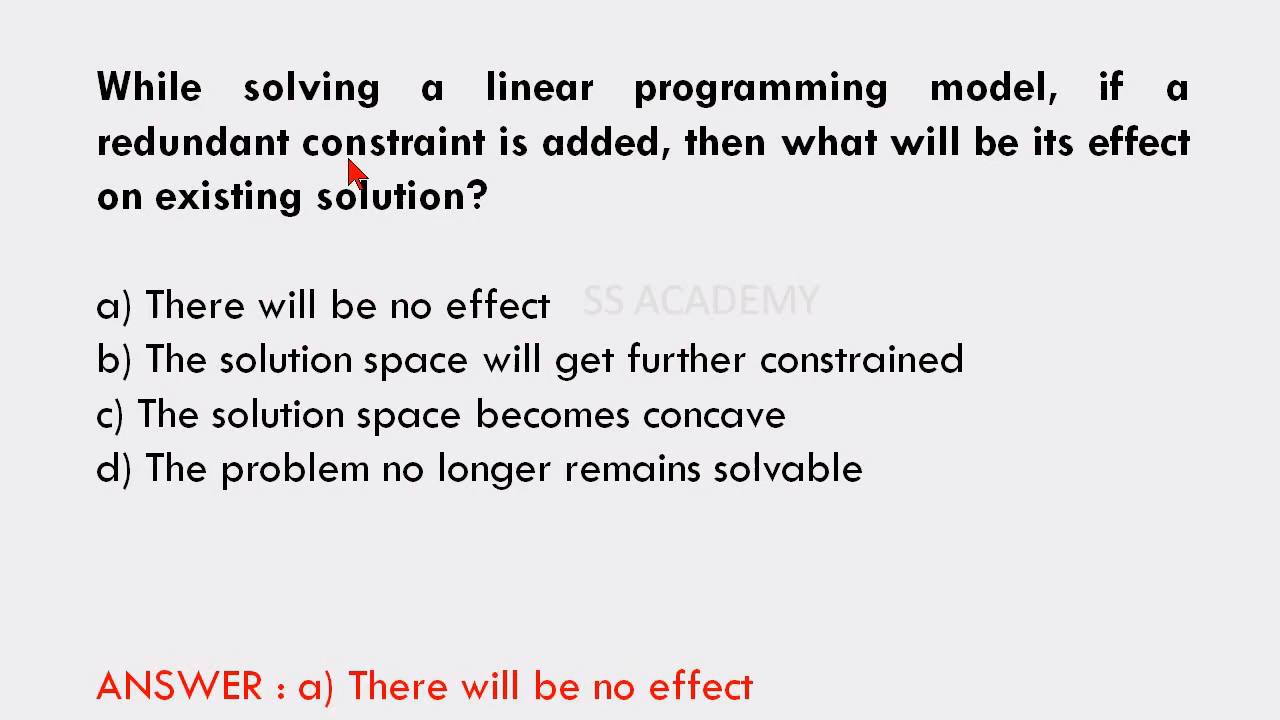 While solving a linear programming model, if a
redundant constraint is added, then what will be its effect
on existing solution?
a) There will be no effect
SS ACADEMY
b) The solution space will get further constrained
c) The solution space becomes concave
d) The problem no longer remains solvable
ANSWER : a) There will be no effect